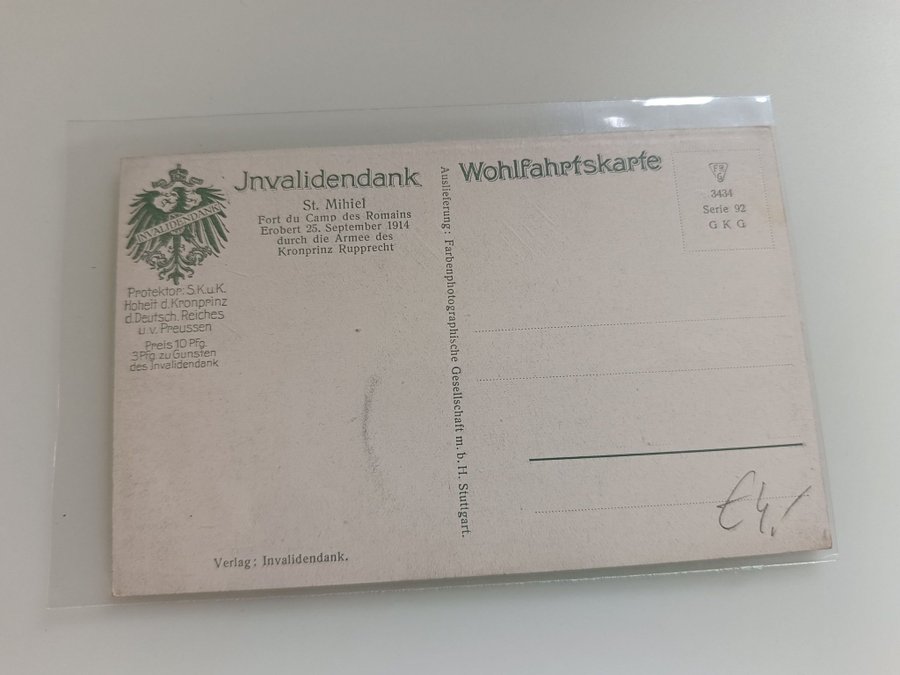 Jnvalidendank
St. Mihiel
Fort du Camp des Romains
Erobert 25. September 1914
durch die Armee des
Kronprinz Rupprecht
INVALIDENDANK
Protektor: S.K.u.K.
Hoheit d. Kronprinz
d. Deutsch. Reiches
u. v. Preussen
Preis 10 Pfg.
3 Pfg. zu Gunsten
des Invalidendank
Verlag: Invalidendank.
Auslieferung: Farbenphotographische Gesellschaft m. b. H. Stuttgart.
Wohlfahrtskarte
3434
Serie 92
G K G
€4,-